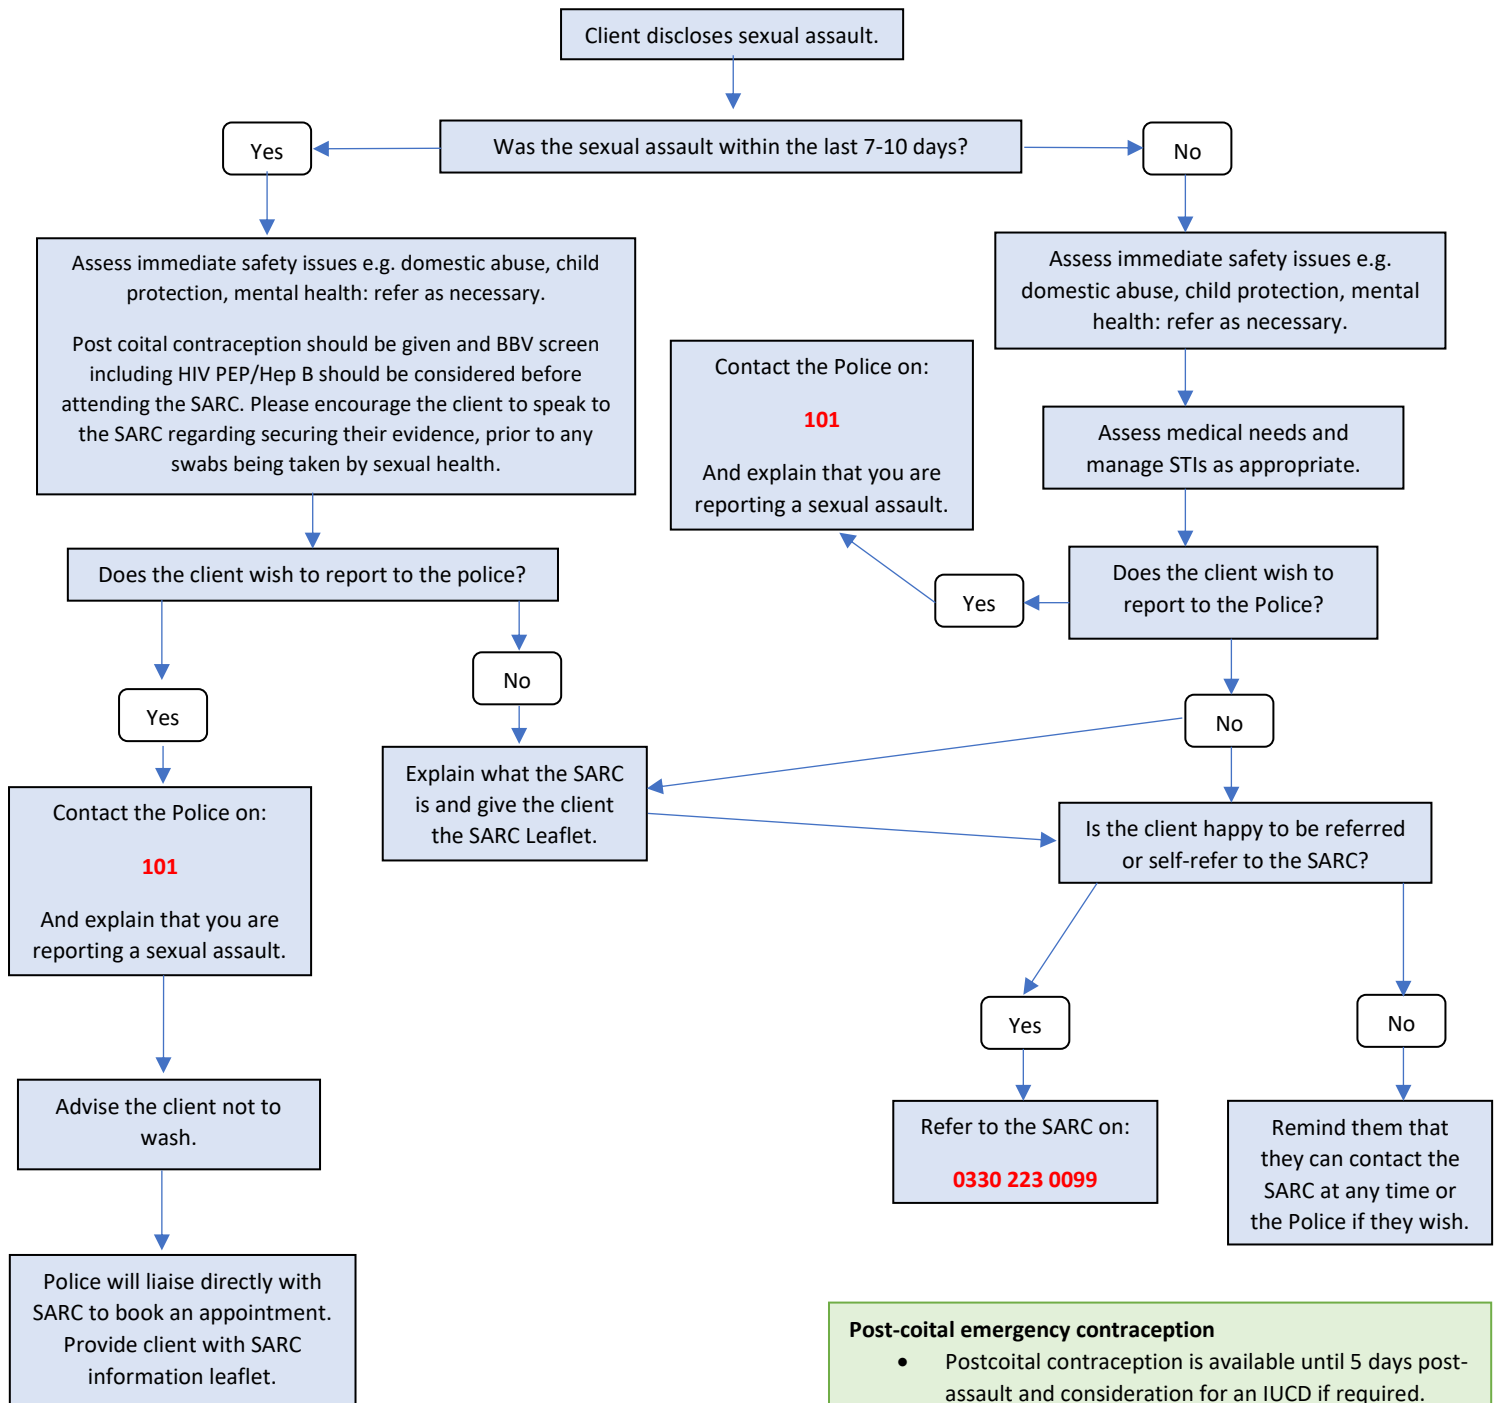 Client discloses sexual assault.
Was the sexual assault within the last 7-10 days?
Yes
No
Assess immediate safety issues e.g. domestic abuse, child
protection, mental health: refer as necessary.
Post coital contraception should be given and BBV screen
including HIV PEP/Hep B should be considered before
attending the SARC. Please encourage the client to speak to
the SARC regarding securing their evidence, prior to any
swabs being taken by sexual health.
Assess immediate safety issues e.g.
domestic abuse, child protection, mental
health: refer as necessary.
Contact the Police on:
101
And explain that you are
reporting a sexual assault.
Assess medical needs and
manage STIs as appropriate.
Does the client wish to report to the police?
Does the client wish to
report to the Police?
Yes
No
Yes
No
Explain what the SARC
is and give the client
the SARC Leaflet.
Contact the Police on:
101
And explain that you are
reporting a sexual assault.
Is the client happy to be referred
or self-refer to the SARC?
Yes
No
Advise the client not to
wash.
Refer to the SARC on:
0330 223 0099
Remind them that
they can contact the
SARC at any time or
the Police if they wish.
Police will liaise directly with
SARC to book an appointment.
Provide client with SARC
information leaflet.
Post-coital emergency contraception
• Postcoital contraception is available until 5 days post-
assault and consideration for an IUCD if required.